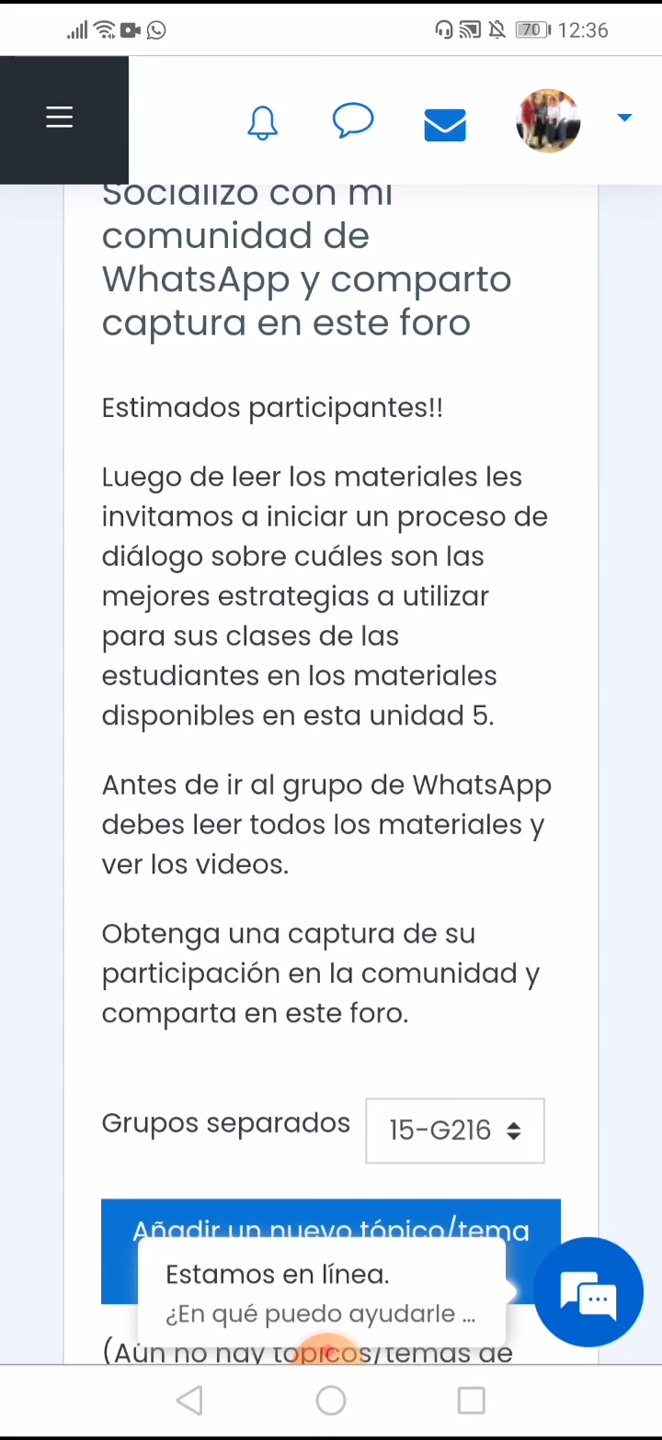 70 12:36
Socializo con mi
comunidad de
WhatsApp y comparto
captura en este foro
Estimados participantes!!
Luego de leer los materiales les
invitamos a iniciar un proceso de
diálogo sobre cuáles son las
mejores estrategias a utilizar
para sus clases de las
estudiantes en los materiales
disponibles en esta unidad 5.
Antes de ir al grupo de WhatsApp
debes leer todos los materiales y
ver los videos.
Obtenga una captura de su
participación en la comunidad y
comparta en este foro.
Grupos separados 15-G216
Añadir un nuevo tópico/tema
Estamos en línea.
¿En qué puedo ayudarle ...
(Aún no hay tópicos/temas de